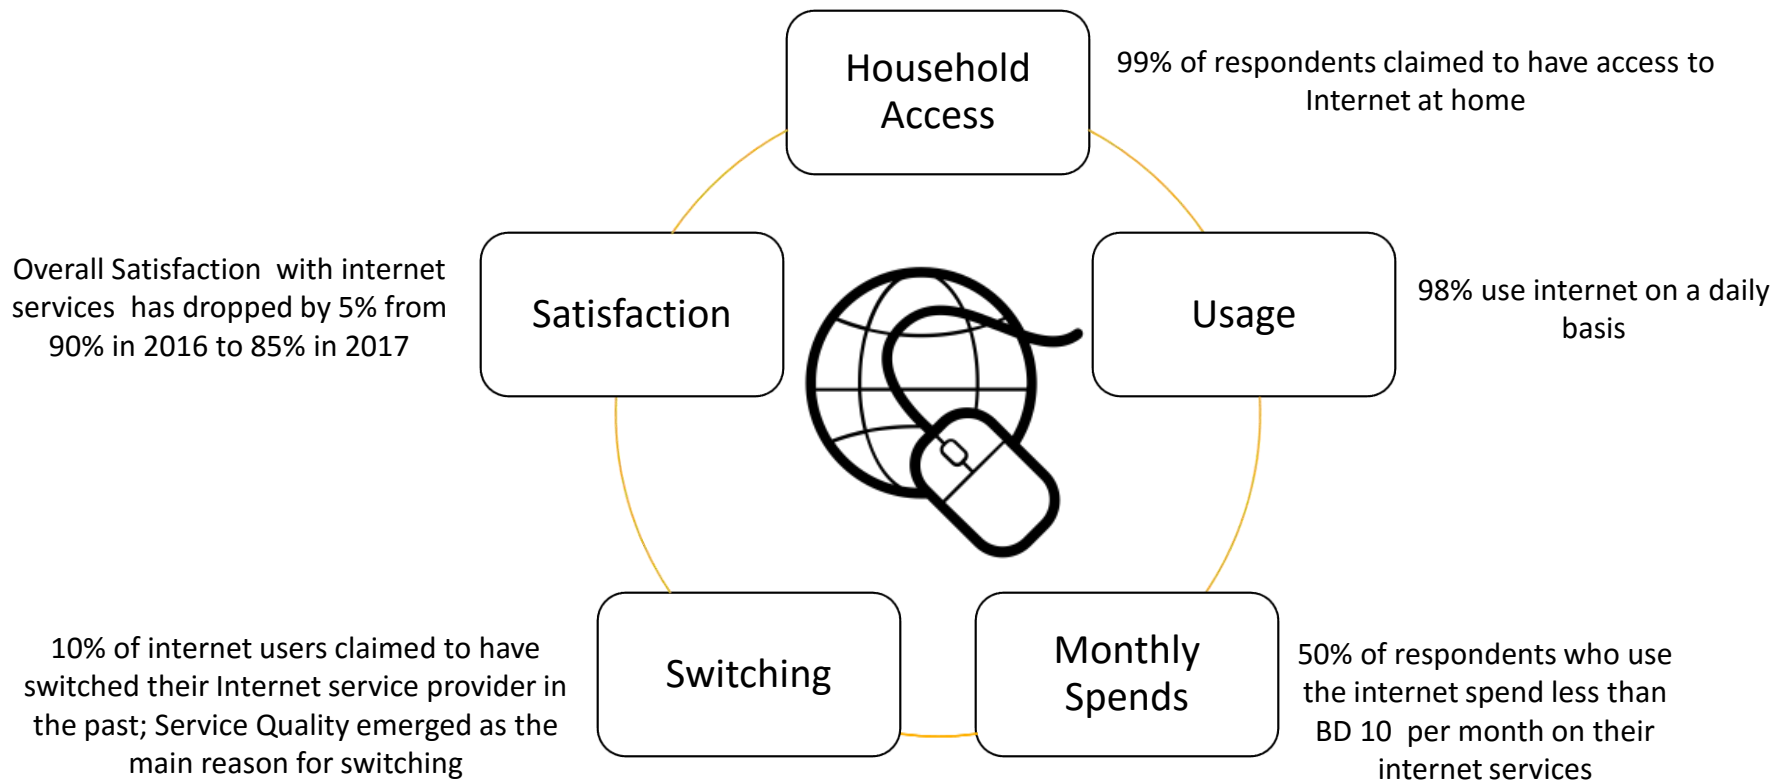 Household
Access
99% of respondents claimed to have access to
Internet at home
Usage
98% use internet on a daily
basis
Monthly
Spends
50% of respondents who use
the internet spend less than
BD 10 per month on their
internet services
Switching
10% of internet users claimed to have
switched their Internet service provider in
the past; Service Quality emerged as the
main reason for switching
Satisfaction
Overall Satisfaction with internet
services has dropped by 5% from
90% in 2016 to 85% in 2017